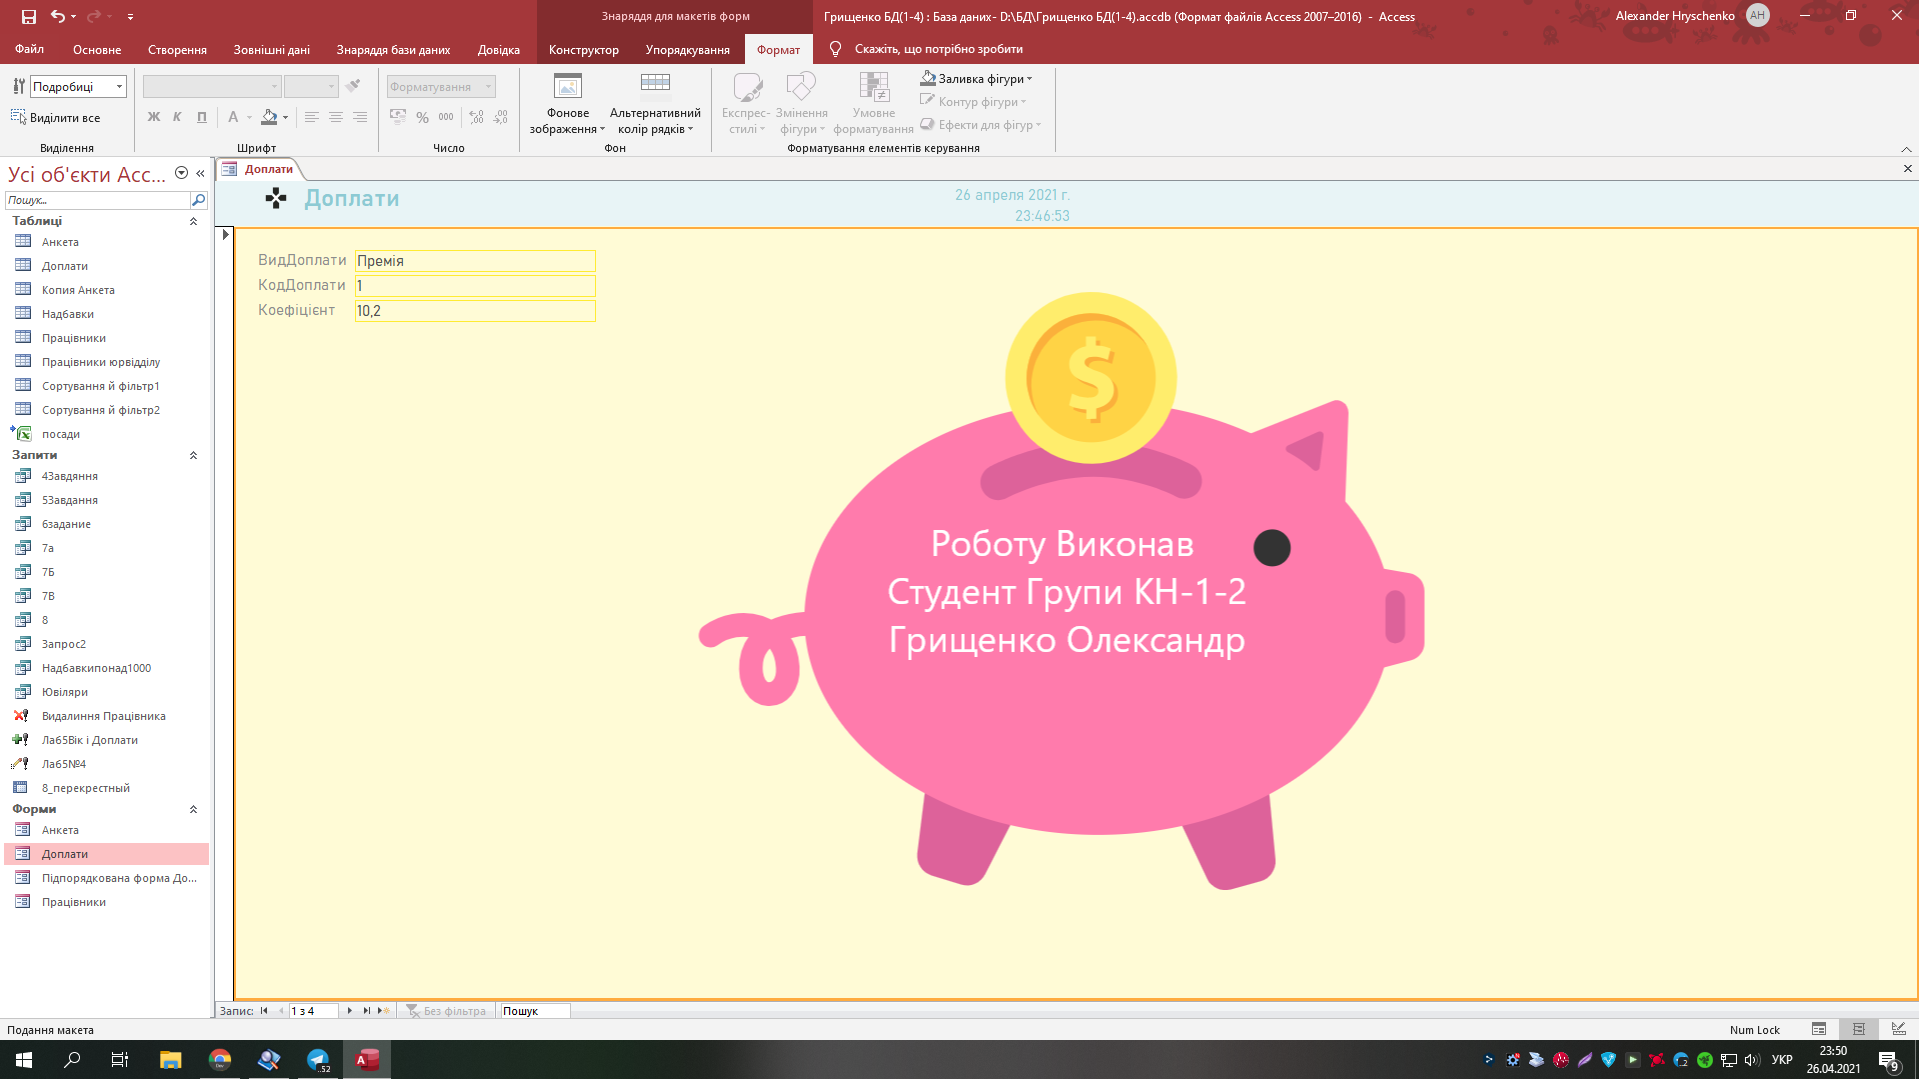 Знаряддя для макетів форм
Грищенко БД(1-4) : База даних- D:\БД\Грищенко БД(1-4).accdb (Формат файлів Access 2007–2016) - Access
Alexander Hryschenko
AH
Файл
Основне
Створення
Зовнішні дані
Знаряддя бази даних
Довідка
Конструктор
Упорядкування
Формат
Скажіть, що потрібно зробити
Подробиці
Виділити все
Виділення
Ж К П
А
Шрифт
Форматування
% 000
Число
Фонове
зображення
Альтернативний
колір рядків
Фон
Експрес-
стилі
Змінення
фігури
Умовне
форматування
Заливка фігури
Контур фігури
Ефекти для фігур
Форматування елементів керування
Усі об'єкти Acc...
Пошук...
Таблиці
Анкета
Доплати
Копия Анкета
Надбавки
Працівники
Працівники юрвідділу
Сортування й фільтр1
Сортування й фільтр2
посади
Запити
4Завдяння
5Завдання
6задание
7а
7Б
7В
8
Запрос2
Надбавкипонад1000
Ювіляри
Видалиння Працівника
Лаб5Вік і Доплати
Лаб5№4
8_перекрестный
Форми
Анкета
Доплати
Підпорядкована форма До...
Працівники
Доплати
Доплати
26 апреля 2021 г.
23:46:53
ВидДоплати Премія
КодДоплати 1
Коефіцієнт 10,2
$
Роботу Виконав
Студент Групи КН-1-2
Грищенко Олександр
Запис: 1 з 4 Без фільтра Пошук
Подання макета
Num Lock
УКР
23:50
26.04.2021
9